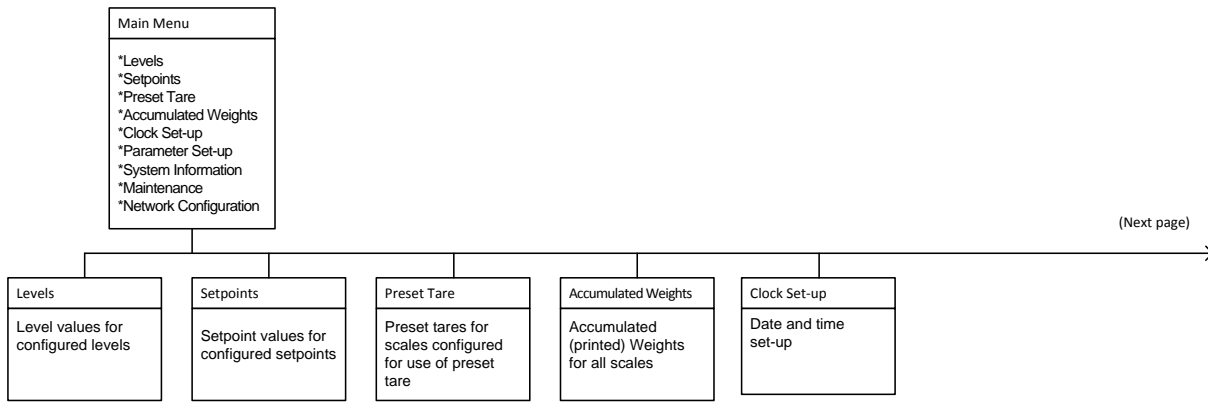 Main Menu
*Levels
*Setpoints
*Preset Tare
*Accumulated Weights
*Clock Set-up
*Parameter Set-up
*System Information
*Maintenance
*Network Configuration
(Next page)
Levels
Level values for
configured levels
Setpoints
Setpoint values for
configured setpoints
Preset Tare
Preset tares for
scales configured
for use of preset
tare
Accumulated Weights
Accumulated
(printed) Weights
for all scales
Clock Set-up
Date and time
set-up